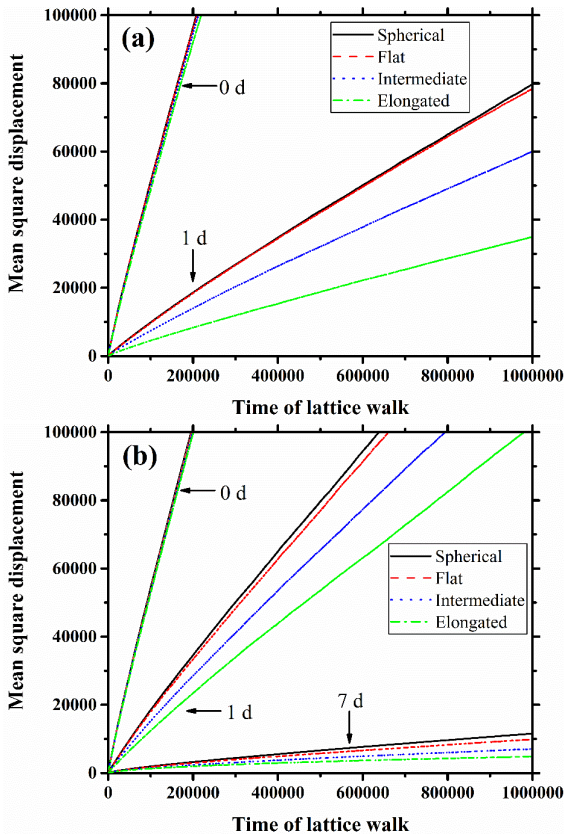 (a)
Spherical
Flat
Intermediate
Elongated
0 d
1 d
Mean square displacement
100000
80000
60000
40000
20000
0
0 200000 400000 600000 800000 1000000
Time of lattice walk
(b)
0 d
Spherical
Flat
Intermediate
Elongated
1 d
7 d
Mean square displacement
100000
80000
60000
40000
20000
0
0 200000 400000 600000 800000 1000000
Time of lattice walk